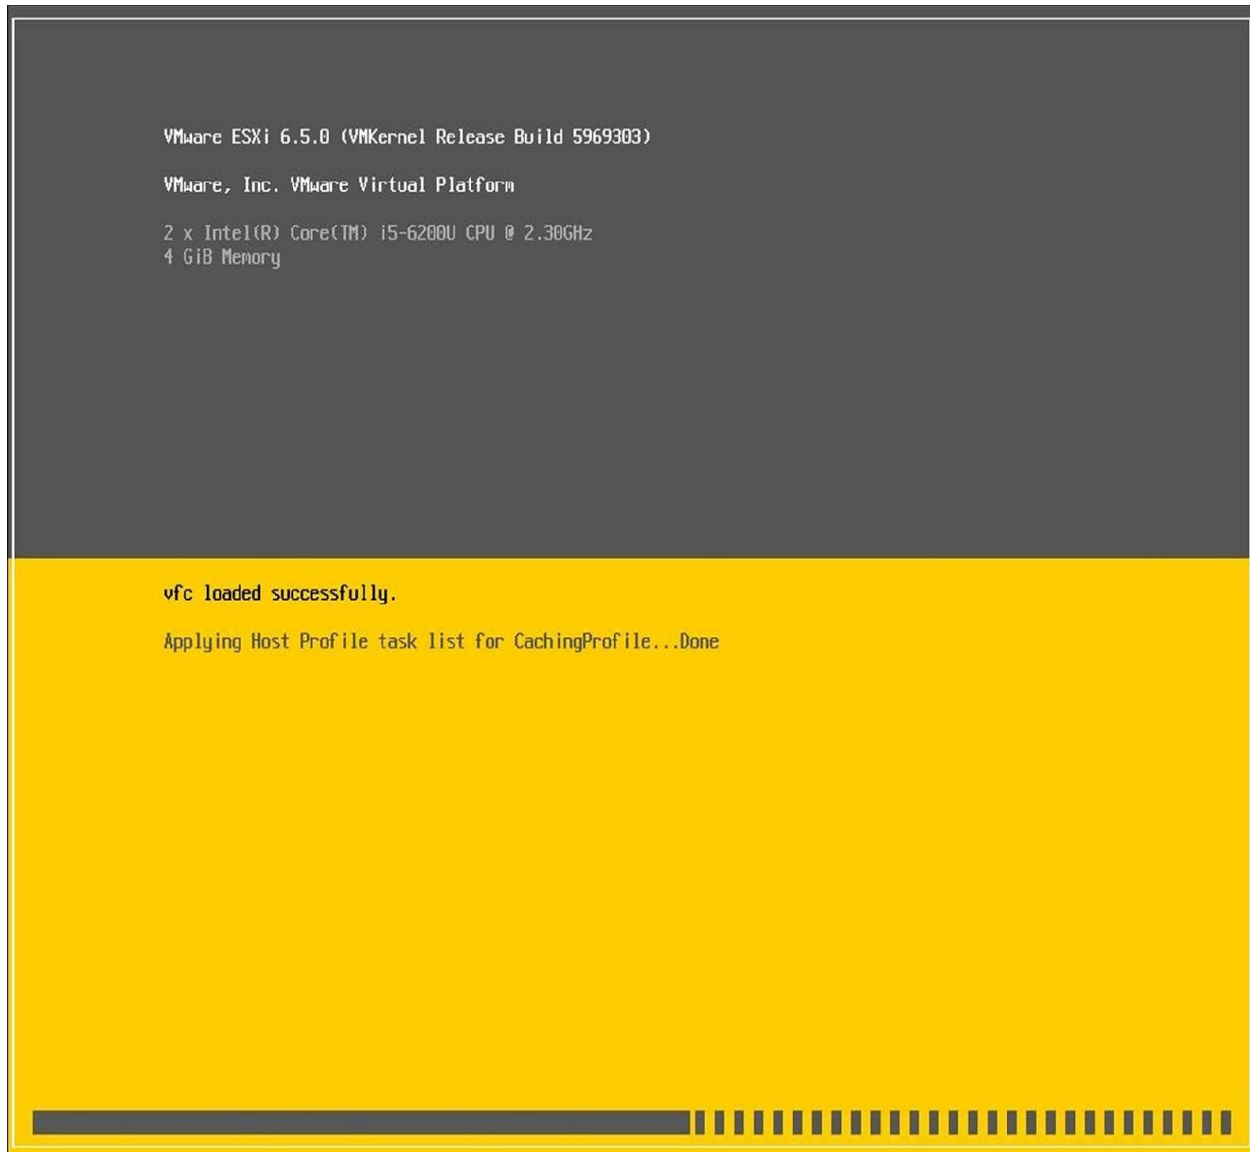 VMware ESXi 6.5.0 (VMKernel Release Build 5969303)
VMware, Inc. VMware Virtual Platform
2 x Intel(R) Core(TM) i5-6200U CPU @ 2.30GHz
4 GiB Memory
vfc loaded successfully.
Applying Host Profile task list for CachingProfile...Done